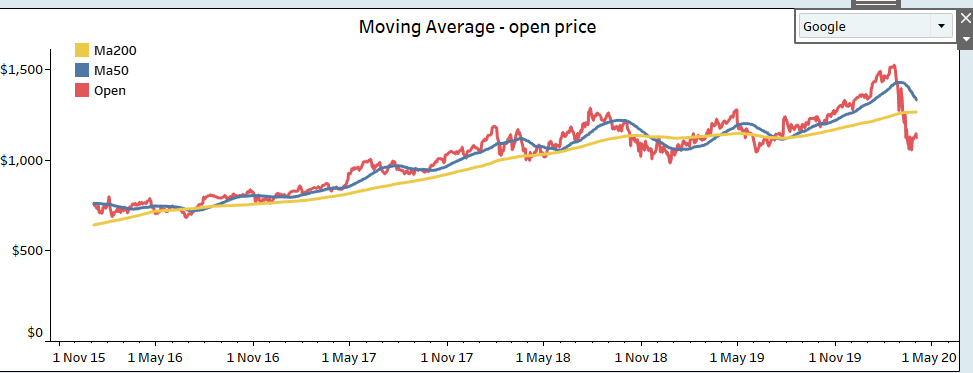 Moving Average - open price
Google
Ma200
Ma50
Open
$1,500
$1,000
$500
$0
1 Nov 15 1 May 16 1 Nov 16 1 May 17 1 Nov 17 1 May 18 1 Nov 18 1 May 19 1 Nov 19 1 May 20